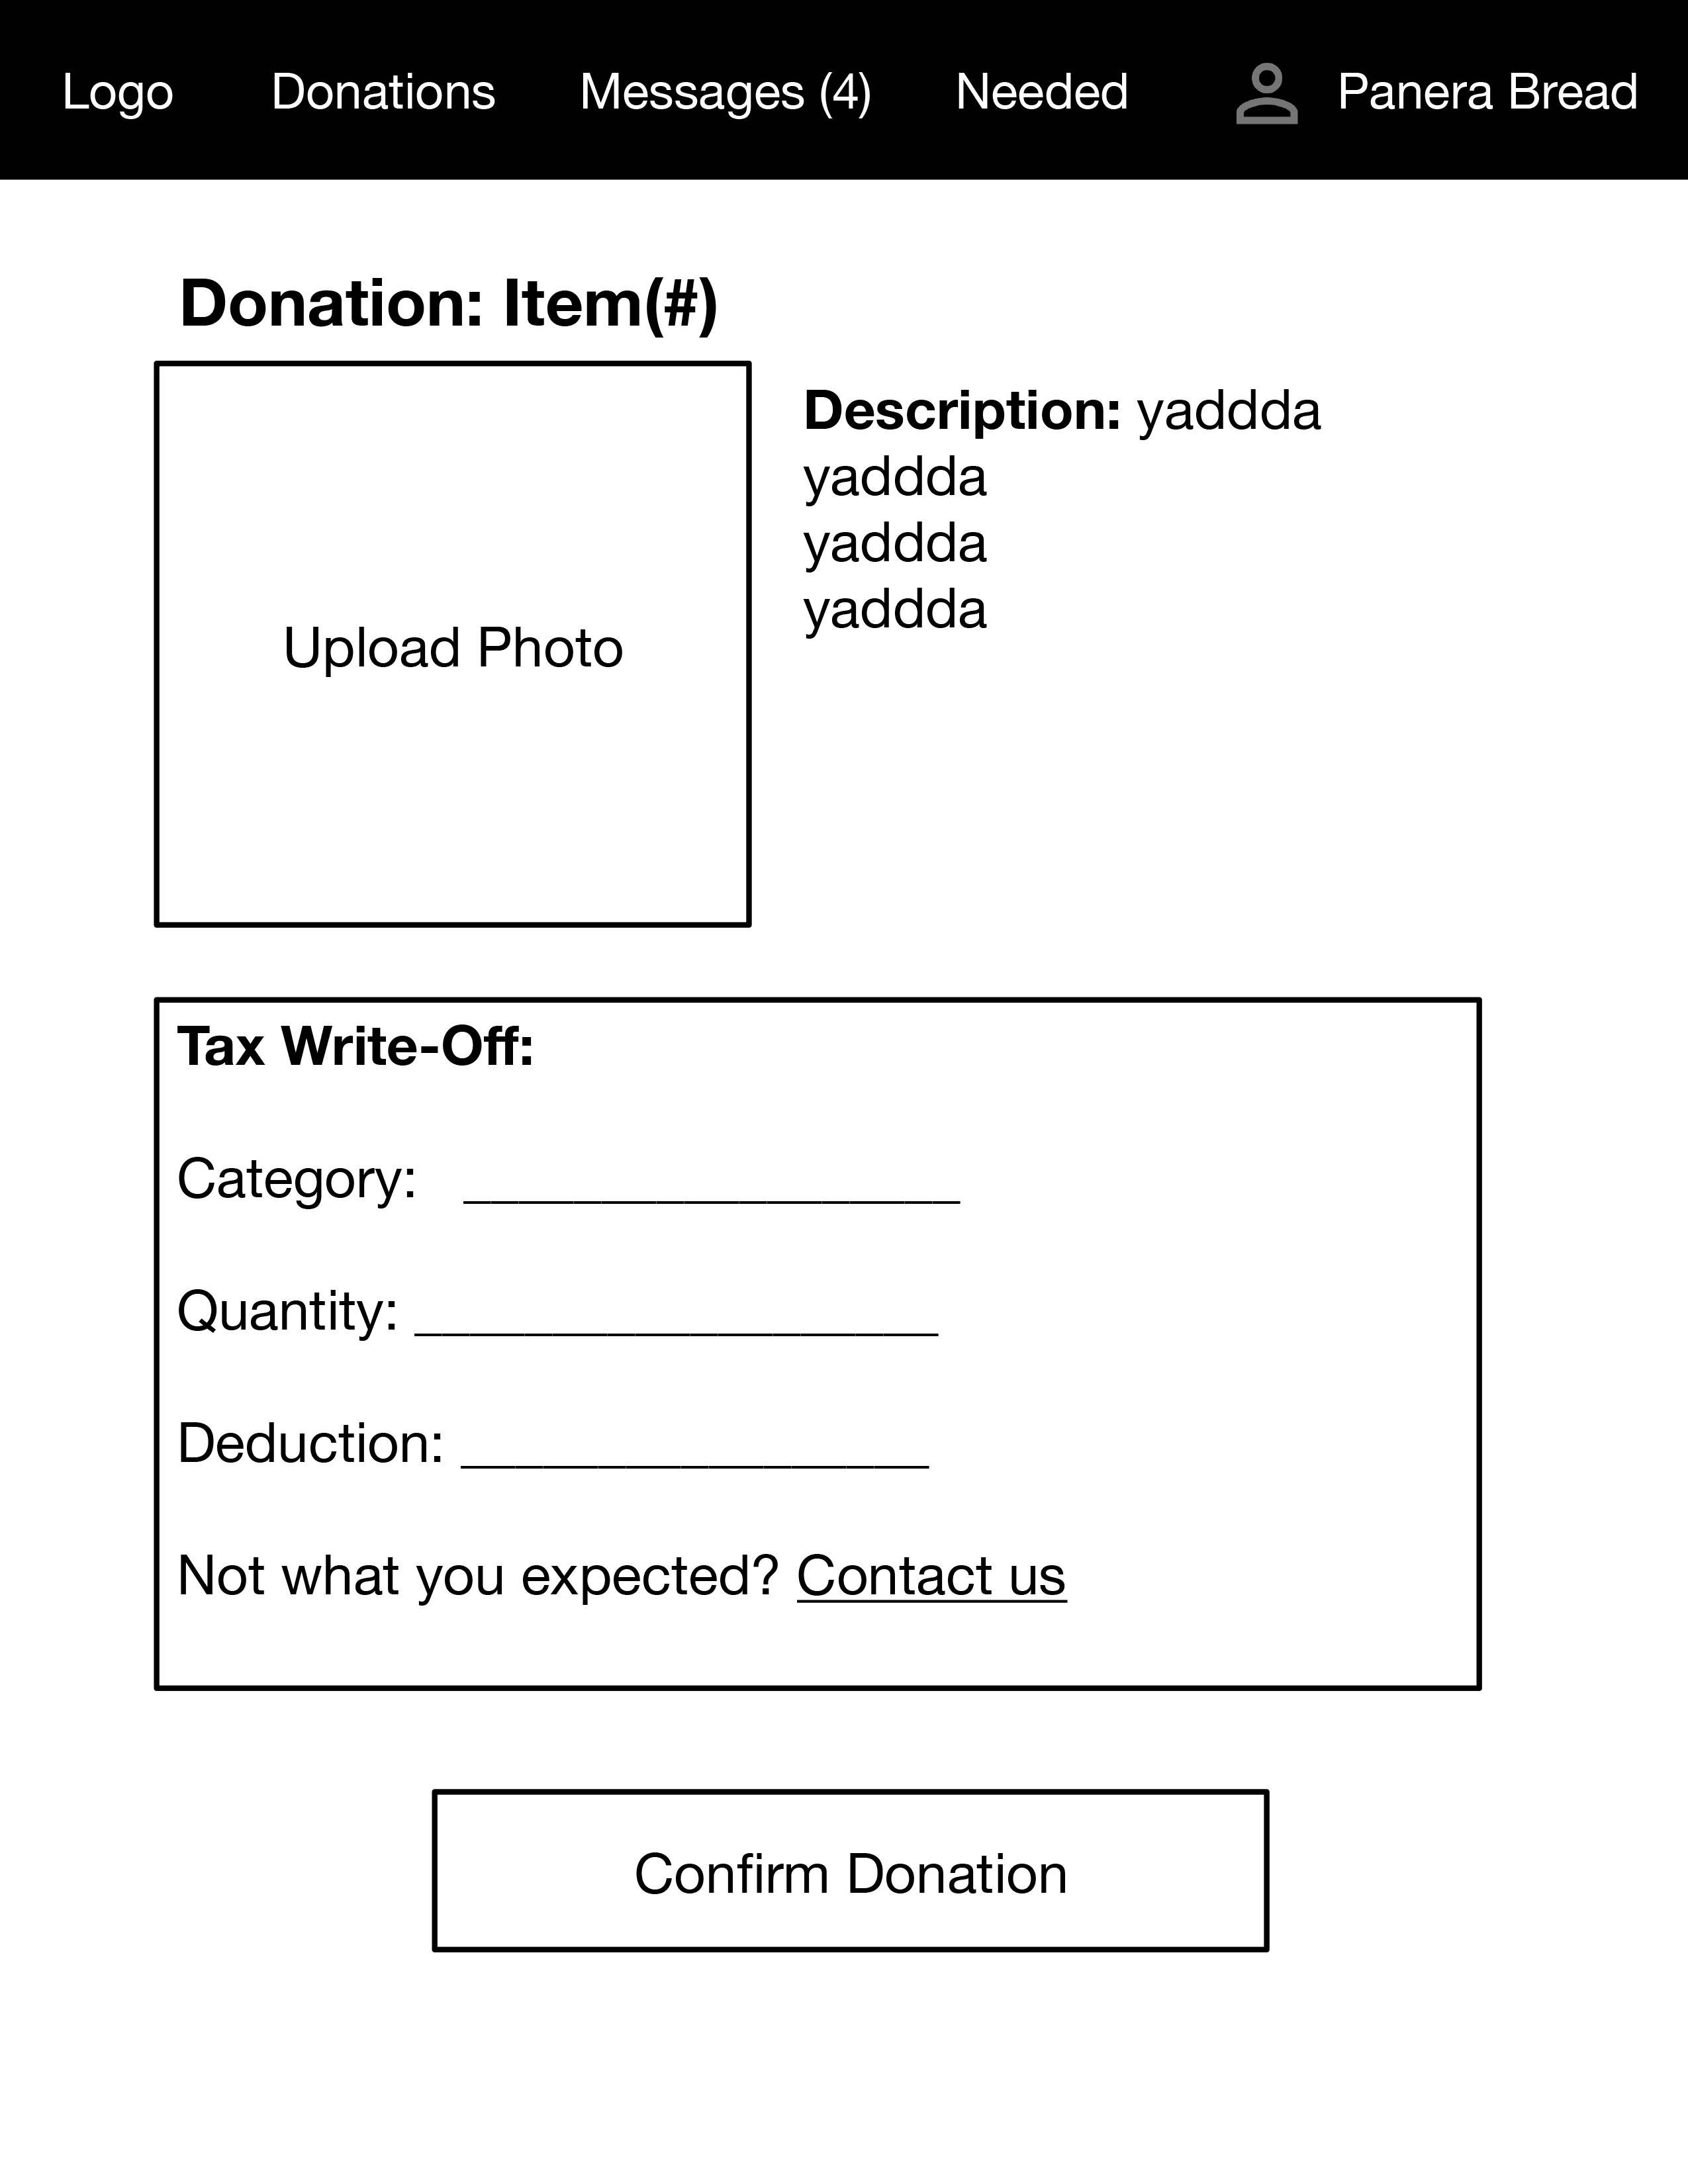 Logo Donations Messages (4) Needed Panera Bread
Donation: Item(#)
Description: yaddda
yaddda
yaddda
yaddda
Upload Photo
Tax Write-Off:
Category: __________________
Quantity: ___________________
Deduction: _________________
Not what you expected? Contact us
Confirm Donation